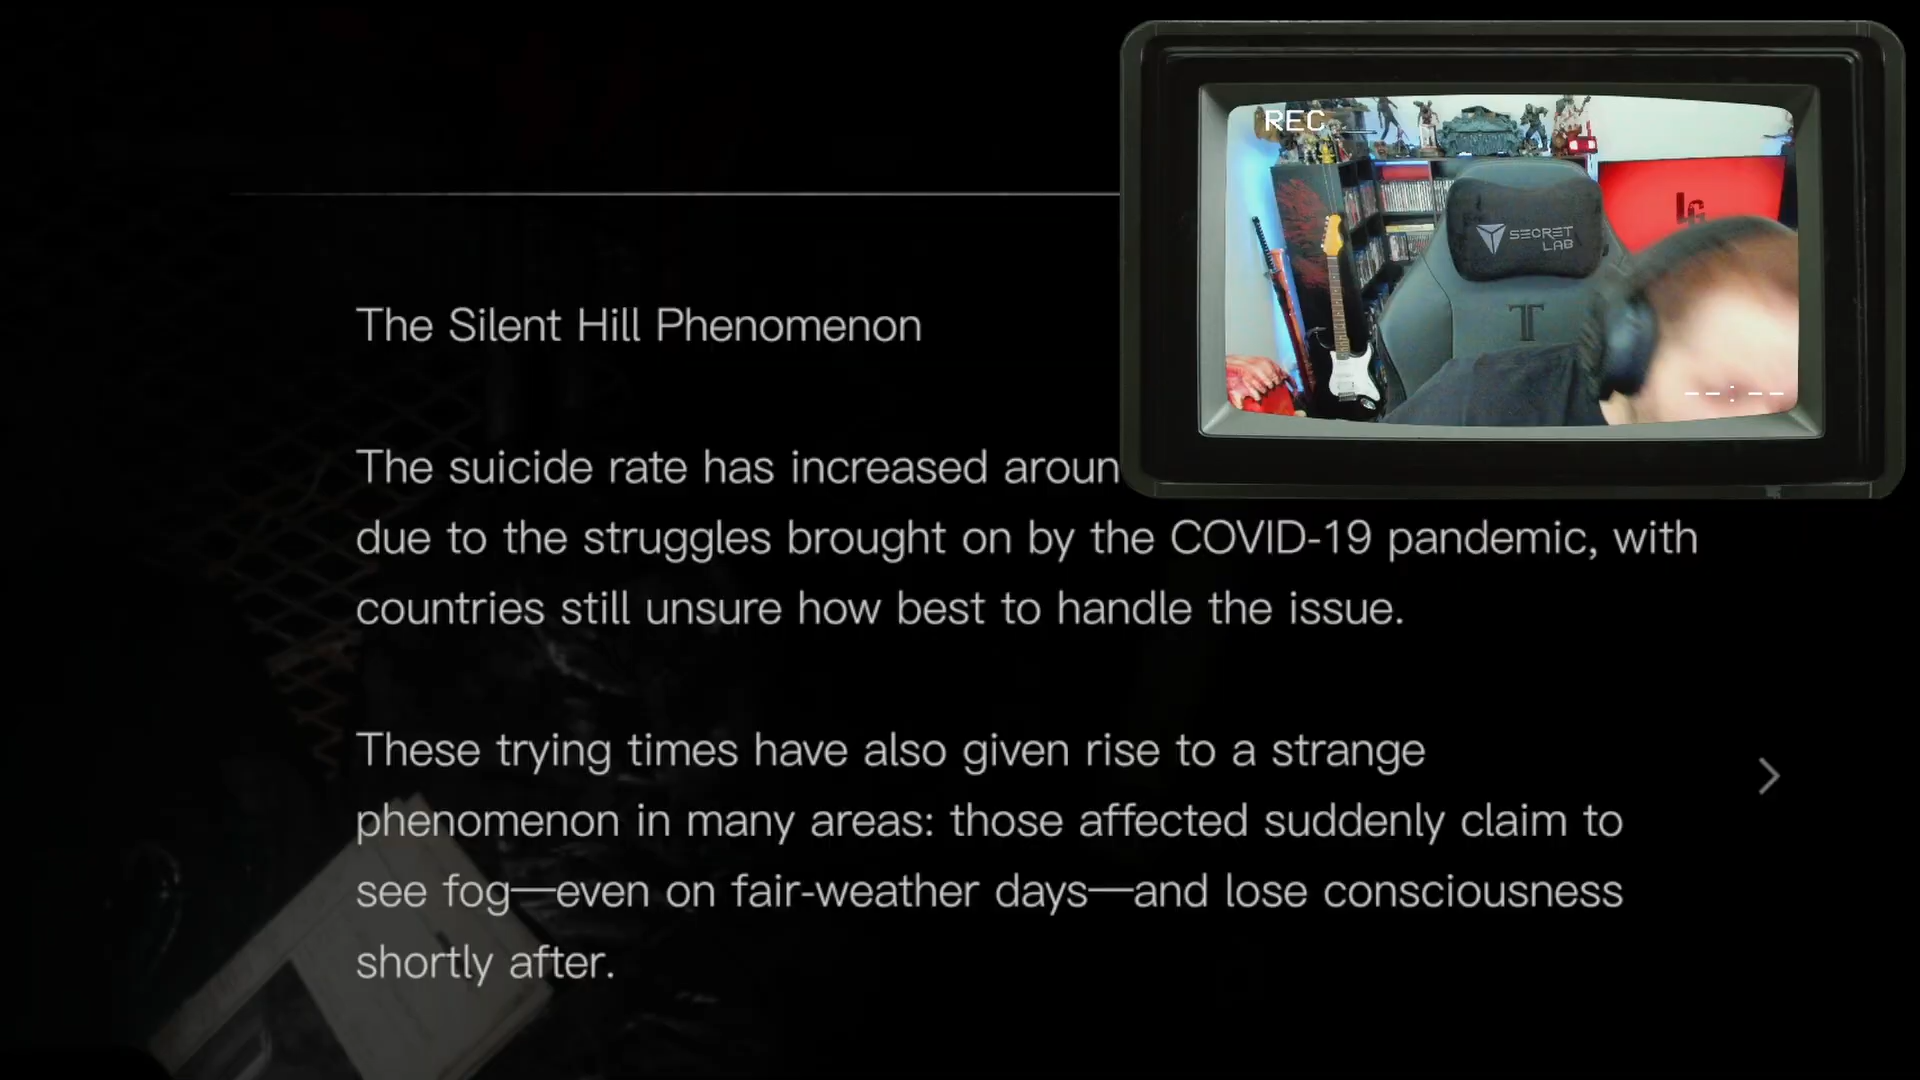 REC
SECRET
LAB
LG
The Silent Hill Phenomenon
The suicide rate has increased aroun
due to the struggles brought on by the COVID-19 pandemic, with
countries still unsure how best to handle the issue.
These trying times have also given rise to a strange
phenomenon in many areas: those affected suddenly claim to
see fog—even on fair-weather days—and lose consciousness
shortly after.
--:--